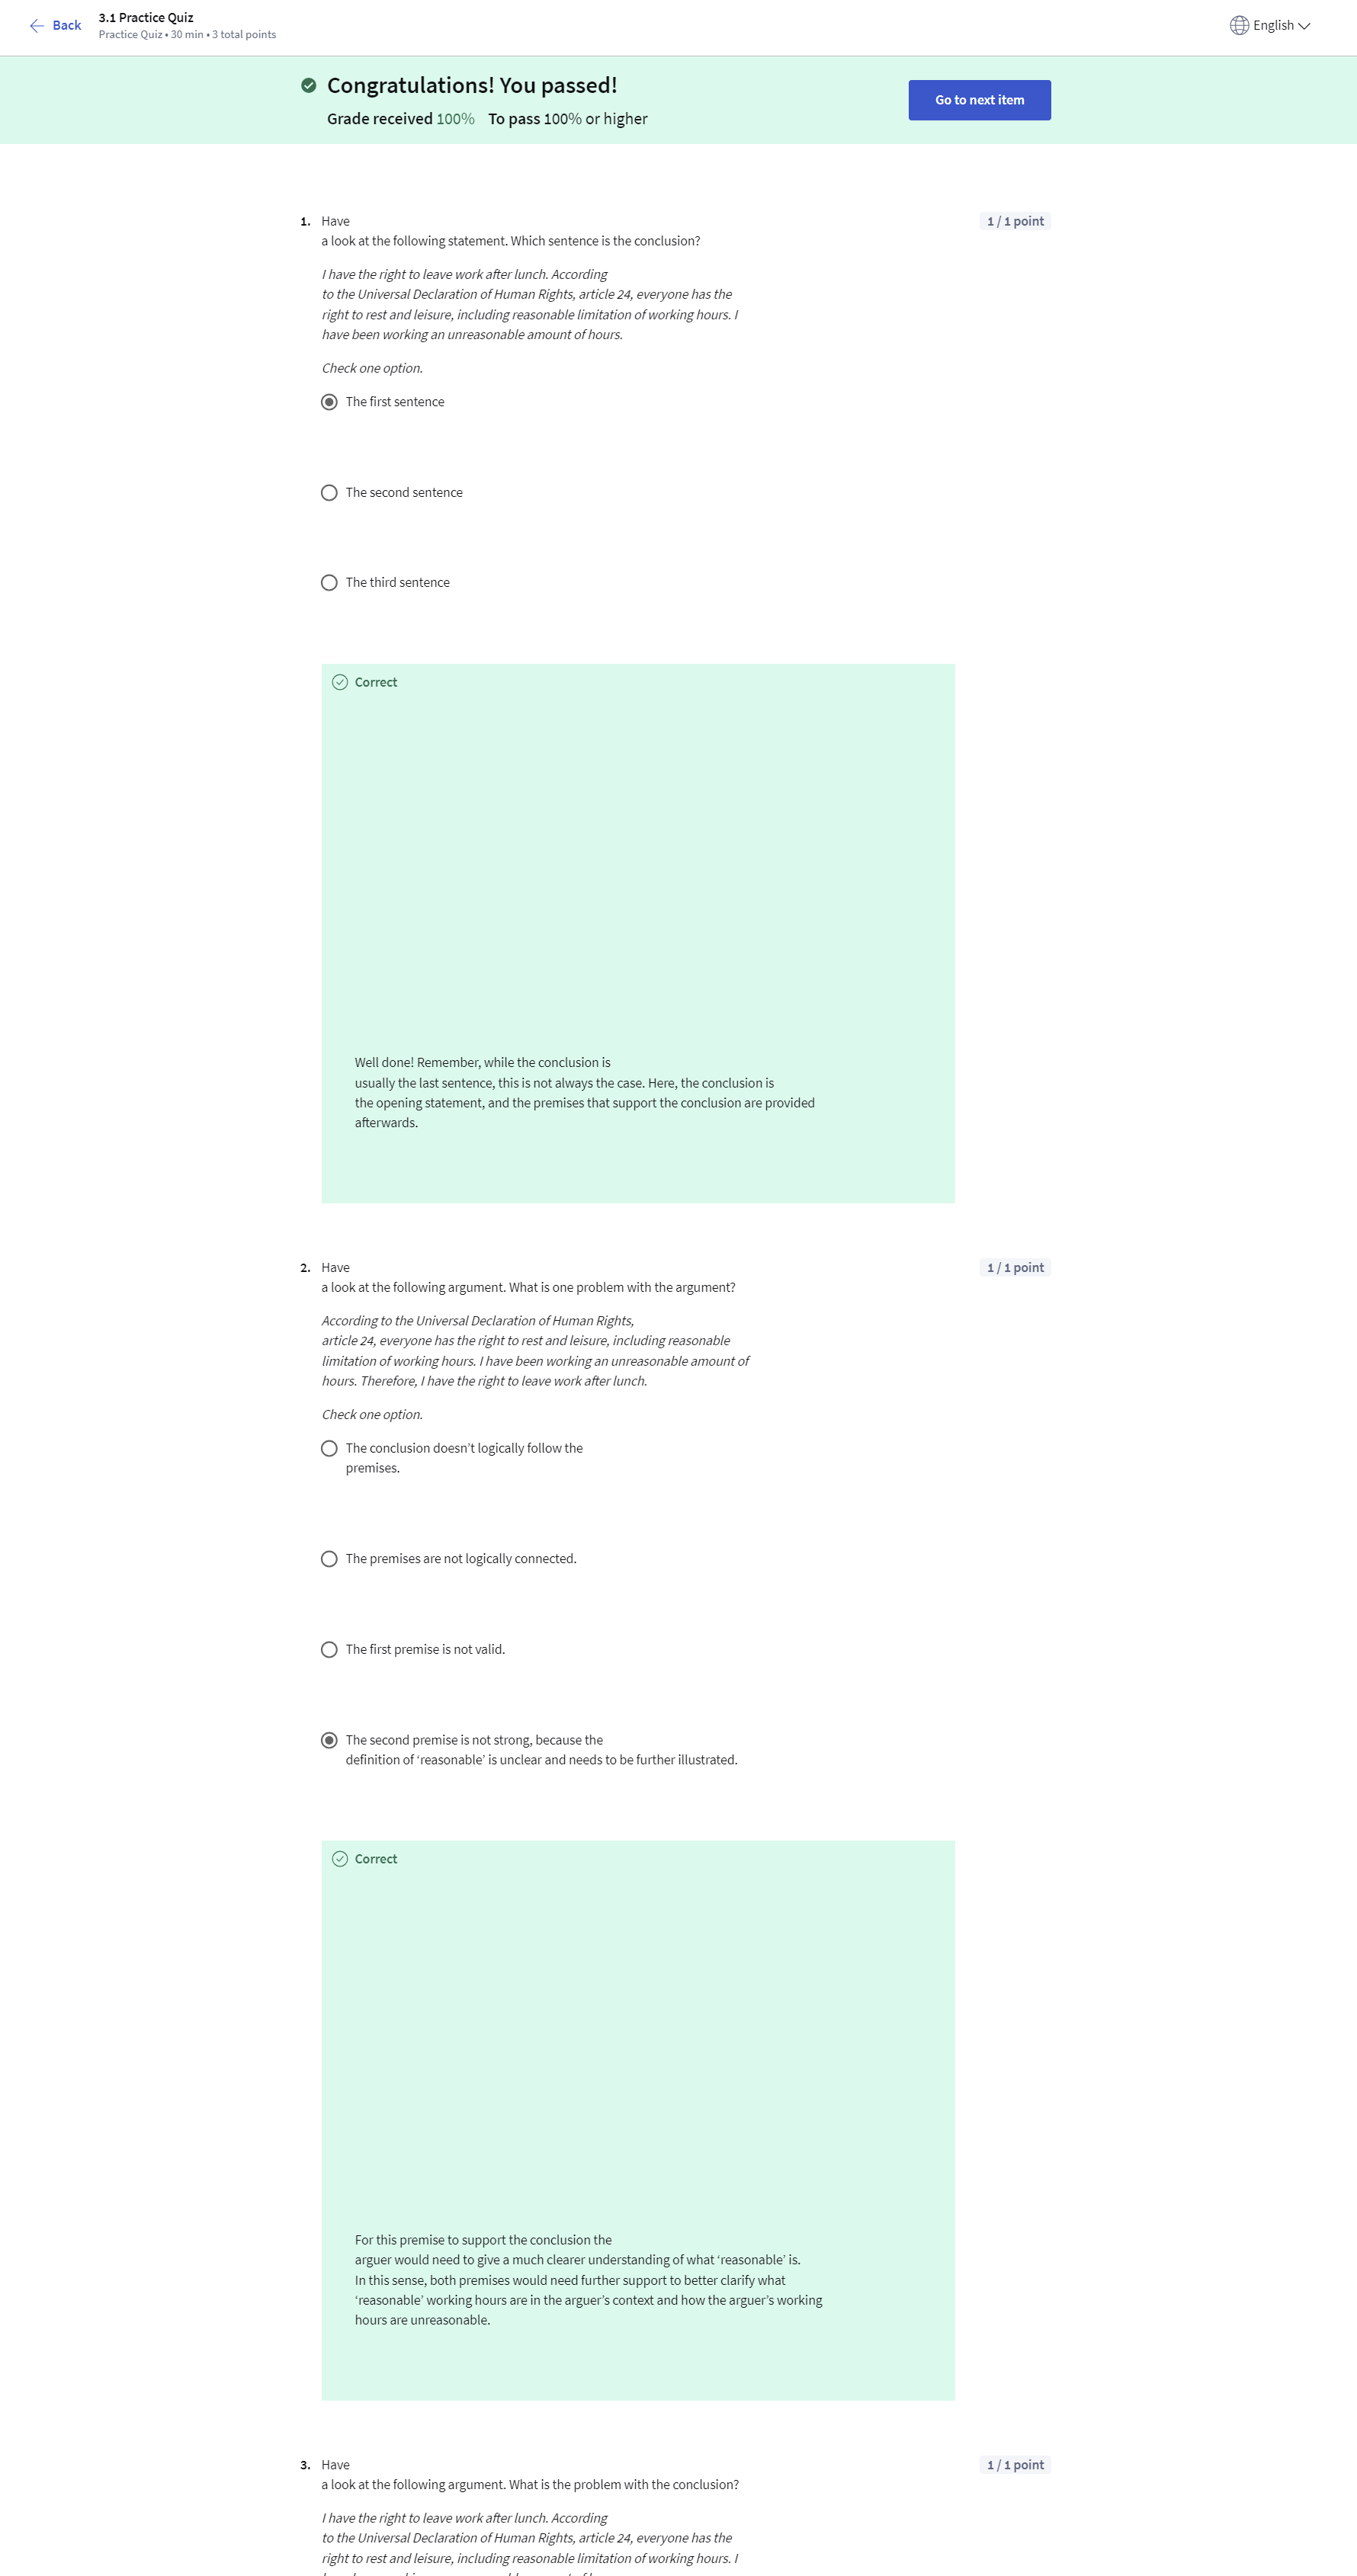 Back
3.1 Practice Quiz
Practice Quiz • 30 min • 3 total points
English
Congratulations! You passed!
Grade received 100% To pass 100% or higher
Go to next item
1. Have
1 / 1 point
a look at the following statement. Which sentence is the conclusion?
I have the right to leave work after lunch. According
to the Universal Declaration of Human Rights, article 24, everyone has the
right to rest and leisure, including reasonable limitation of working hours. I
have been working an unreasonable amount of hours.
Check one option.
The first sentence
The second sentence
The third sentence
Correct
Well done! Remember, while the conclusion is
usually the last sentence, this is not always the case. Here, the conclusion is
the opening statement, and the premises that support the conclusion are provided
afterwards.
2. Have
1 / 1 point
a look at the following argument. What is one problem with the argument?
According to the Universal Declaration of Human Rights,
article 24, everyone has the right to rest and leisure, including reasonable
limitation of working hours. I have been working an unreasonable amount of
hours. Therefore, I have the right to leave work after lunch.
Check one option.
The conclusion doesn’t logically follow the
premises.
The premises are not logically connected.
The first premise is not valid.
The second premise is not strong, because the
definition of ‘reasonable’ is unclear and needs to be further illustrated.
Correct
For this premise to support the conclusion the
arguer would need to give a much clearer understanding of what ‘reasonable’ is.
In this sense, both premises would need further support to better clarify what
‘reasonable’ working hours are in the arguer’s context and how the arguer’s working
hours are unreasonable.
3. Have
1 / 1 point
a look at the following argument. What is the problem with the conclusion?
I have the right to leave work after lunch. According
to the Universal Declaration of Human Rights, article 24, everyone has the
right to rest and leisure, including reasonable limitation of working hours. I